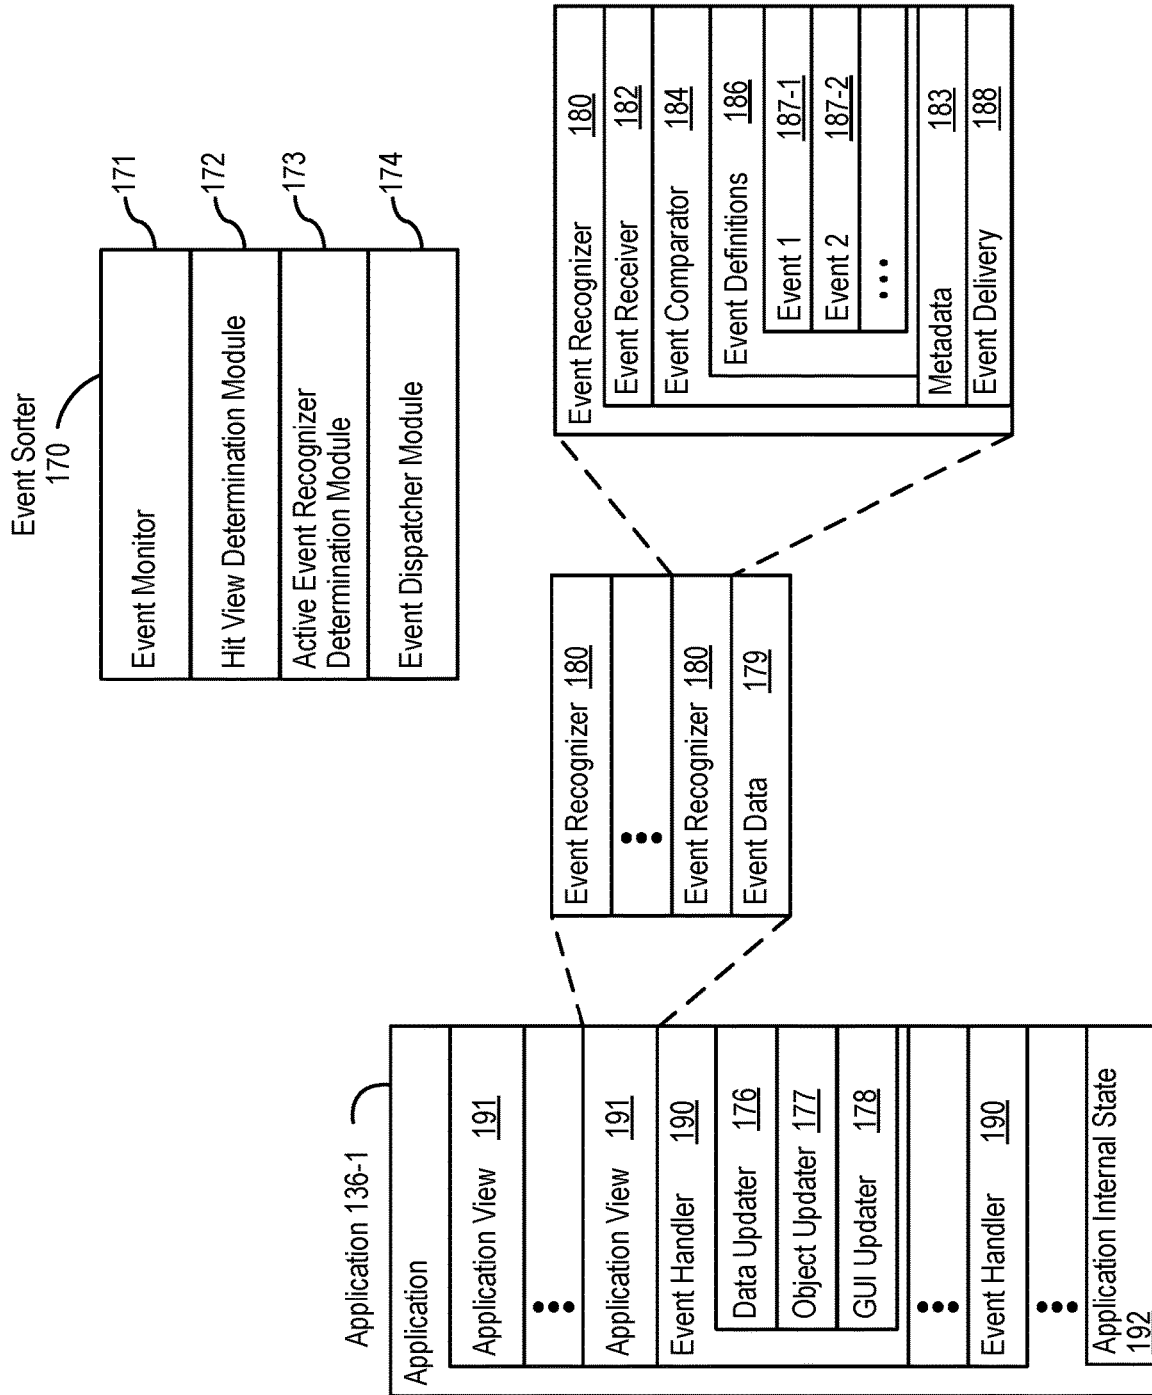 Event Sorter
170
Event Monitor
171
Hit View Determination Module
172
Active Event Recognizer
Determination Module
173
Event Dispatcher Module
174
Application 136-1
Application
Application View 191
•••
Application View 191
Event Handler 190
Data Updater 176
Object Updater 177
GUI Updater 178
•••
Event Handler 190
•••
Application Internal State
192
Event Recognizer 180
•••
Event Recognizer 180
Event Data 179
Event Recognizer 180
Event Receiver 182
Event Comparator 184
Event Definitions 186
Event 1 187-1
Event 2 187-2
•••
Metadata 183
Event Delivery 188